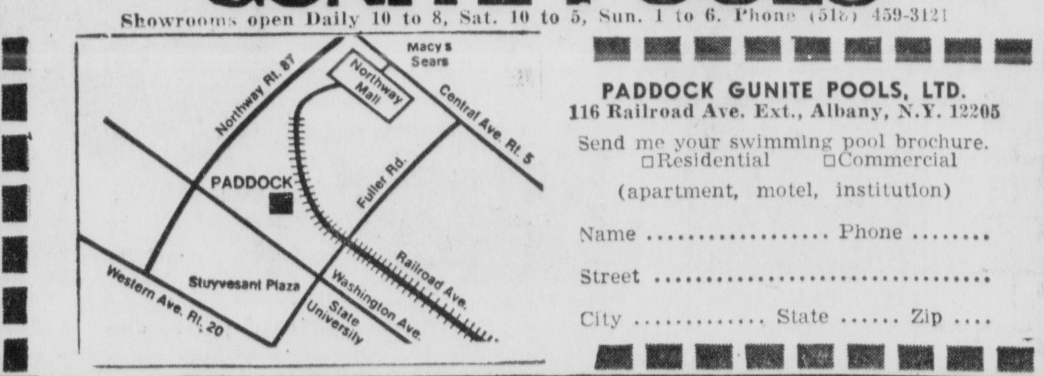 GUNITE POOLS
Showrooms open Daily 10 to 8, Sat. 10 to 5, Sun. 1 to 6. Phone (518) 459-3121
Macy's
Sears
Northway Rt. 87
Northway
Mall
Central Ave. Rt. 5
PADDOCK
Fuller Rd.
Railroad Ave.
Stuyvesant Plaza
Washington Ave.
State
University
Western Ave. Rt. 20
PADDOCK GUNITE POOLS, LTD.
116 Railroad Ave. Ext., Albany, N.Y. 12205
Send me your swimming pool brochure.
□Residential □Commercial
(apartment, motel, institution)
Name .................. Phone ........
Street ......................................
City ............. State ...... Zip ....